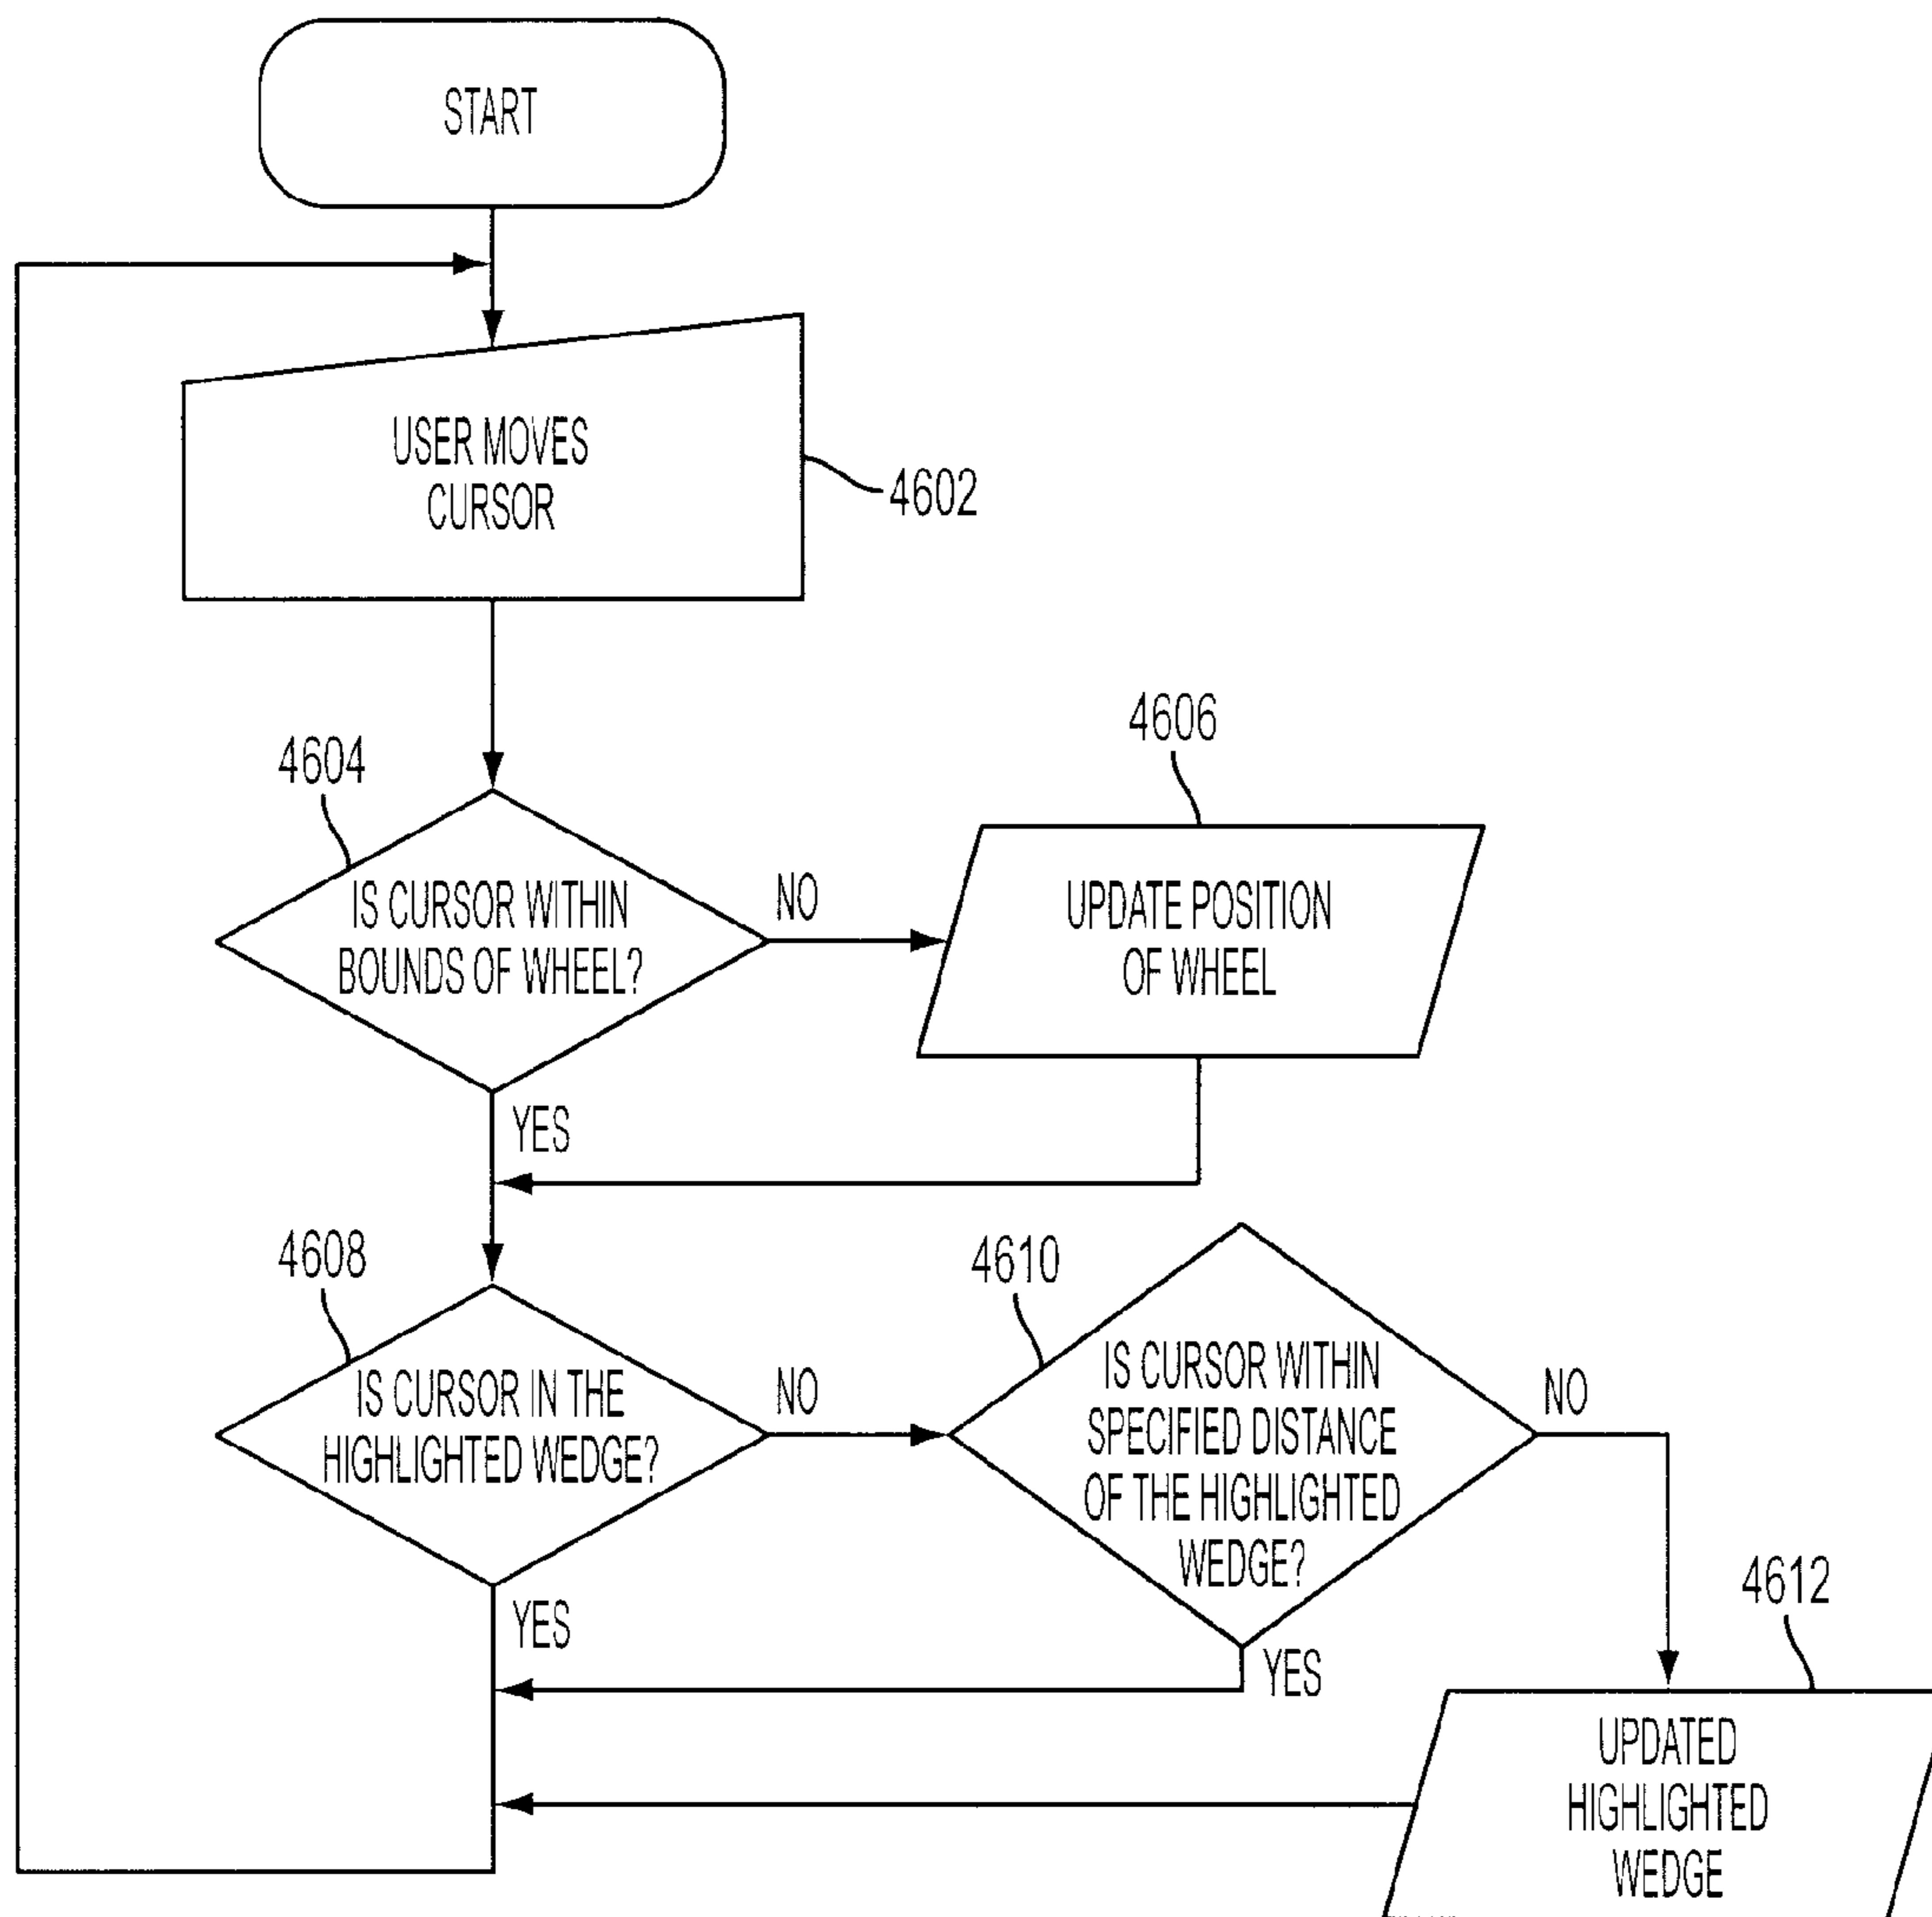 START
USER MOVES
CURSOR
4602
4604
IS CURSOR WITHIN
BOUNDS OF WHEEL?
NO
YES
4606
UPDATE POSITION
OF WHEEL
4608
IS CURSOR IN THE
HIGHLIGHTED WEDGE?
NO
YES
4610
IS CURSOR WITHIN
SPECIFIED DISTANCE
OF THE HIGHLIGHTED
WEDGE?
NO
YES
4612
UPDATED
HIGHLIGHTED
WEDGE